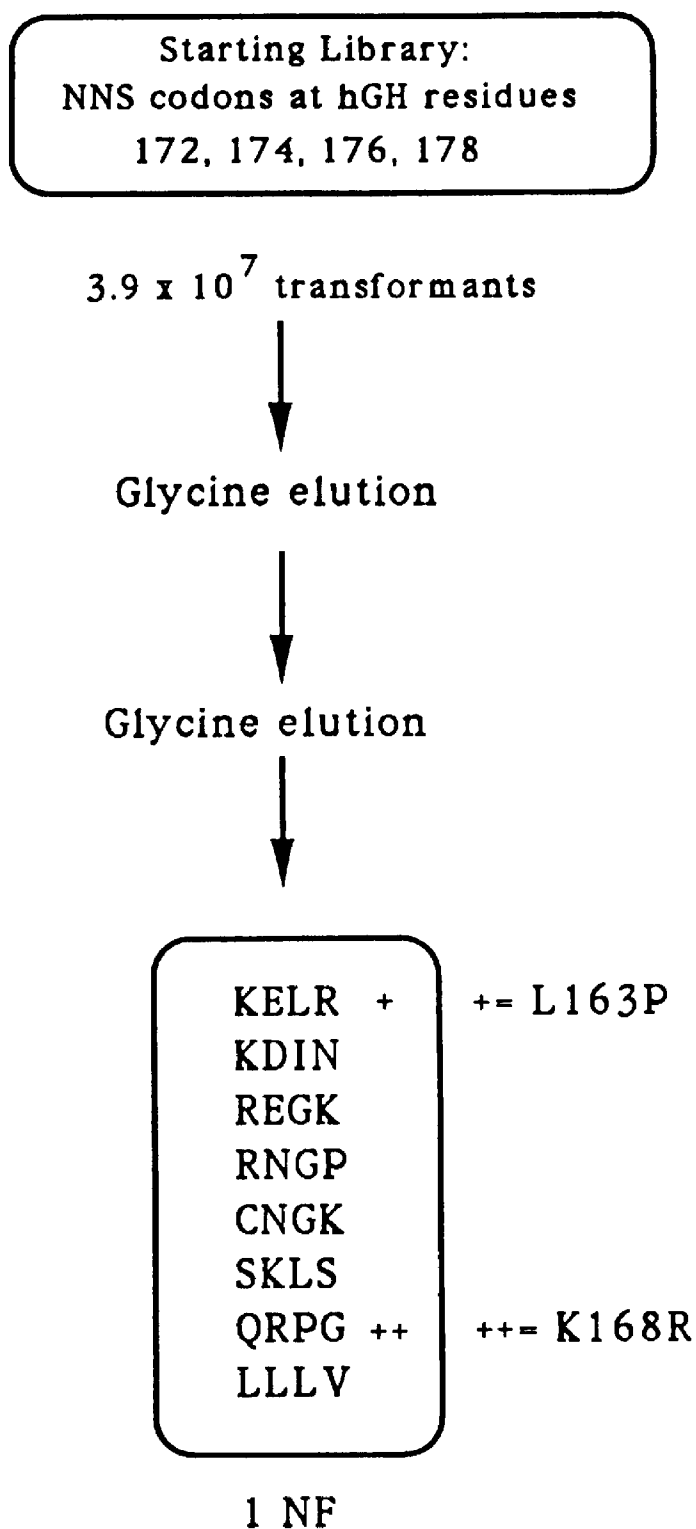 Starting Library:
NNS codons at hGH residues
172, 174, 176, 178
3.9 x 10^7 transformants
Glycine elution
Glycine elution
KELR + += L163P
KDIN
REGK
RNGP
CNGK
SKLS
QRPG ++ ++= K168R
LLLV
1 NF